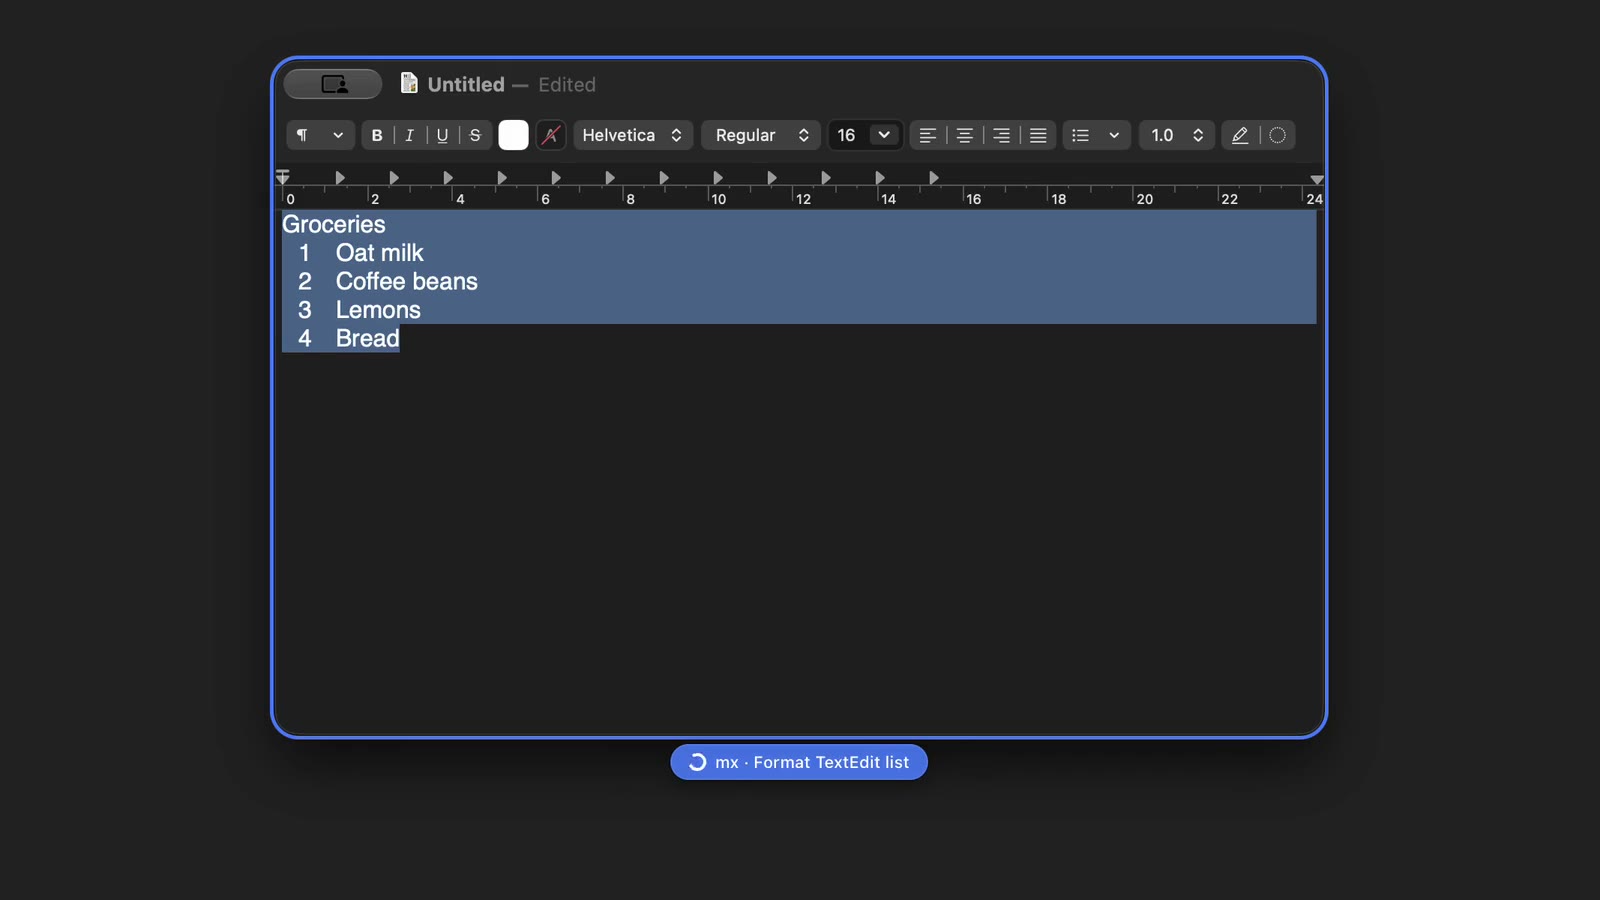 Untitled — Edited
¶ B I U S A Helvetica Regular 16 1.0
0 2 4 6 8 10 12 14 16 18 20 22 24
Groceries
1 Oat milk
2 Coffee beans
3 Lemons
4 Bread
mx · Format TextEdit list